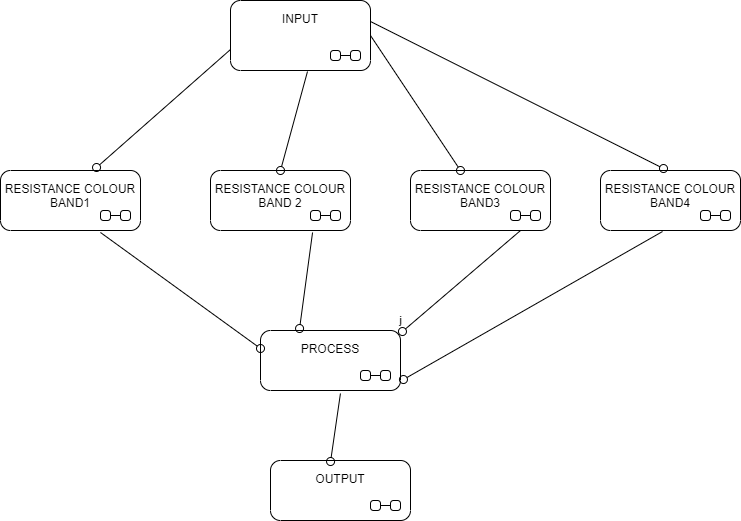 INPUT
RESISTANCE COLOUR
BAND1
RESISTANCE COLOUR
BAND 2
RESISTANCE COLOUR
BAND3
RESISTANCE COLOUR
BAND4
j
PROCESS
OUTPUT